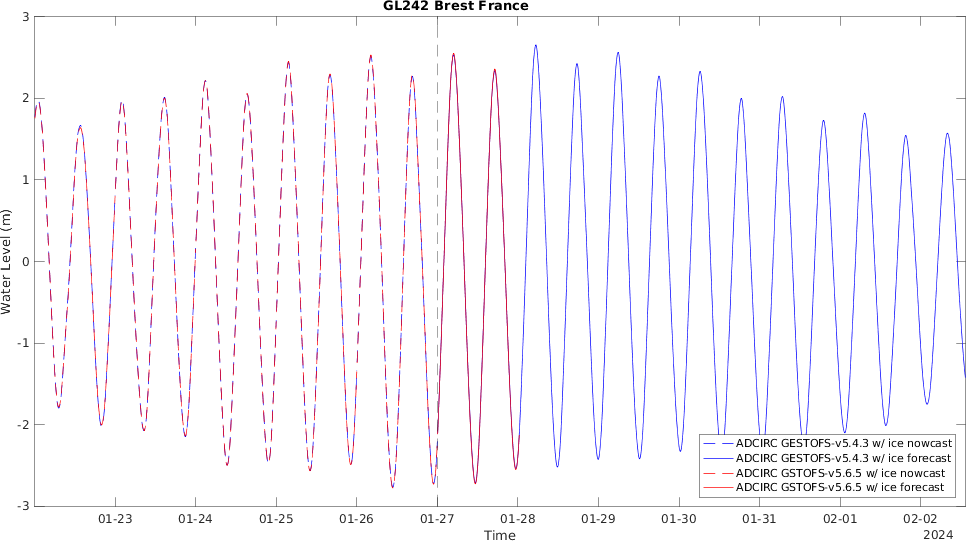 GL242 Brest France
3
2
1
0
-1
-2
-3
Water Level (m)
ADCIRC GESTOFS-v5.4.3 w/ ice nowcast
ADCIRC GESTOFS-v5.4.3 w/ ice forecast
ADCIRC GSTOFS-v5.6.5 w/ ice nowcast
ADCIRC GSTOFS-v5.6.5 w/ ice forecast
01-23 01-24 01-25 01-26 01-27 01-28 01-29 01-30 01-31 02-01 02-02
Time
2024